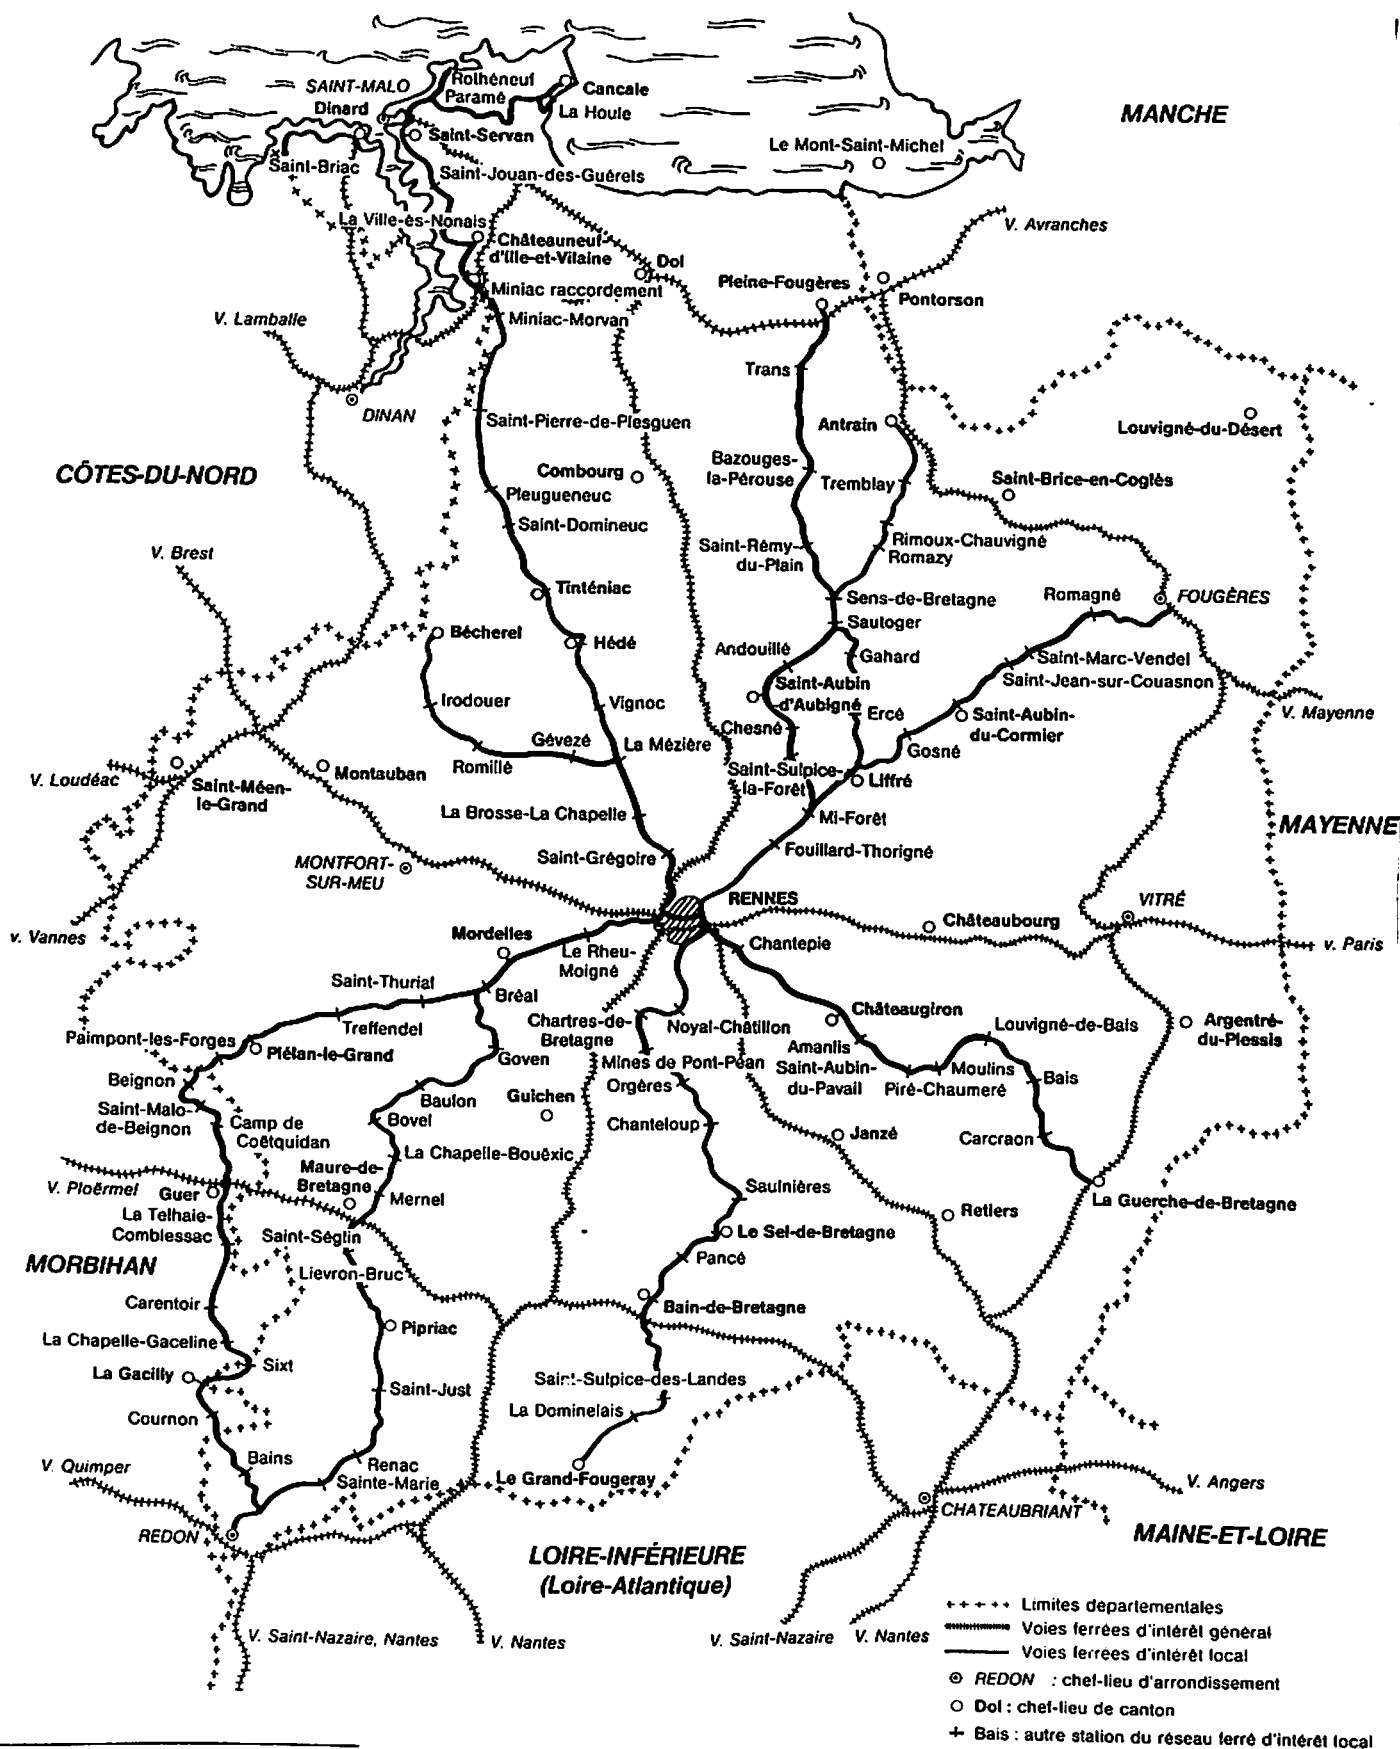 SAINT-MALO
Rothéneuf
Paramé
Cancale
La Houle
MANCHE
Dinard
Saint-Servan
Le Mont-Saint-Michel
Saint-Briac
Saint-Jouan-des-Guérets
La Ville-ès-Nonais
V. Avranches
Châteauneuf-
d'Ille-et-Vilaine
Dol
Pleine-Fougères
Pontorson
Miniac raccordement
Miniac-Morvan
V. Lamballe
Trans
DINAN
Saint-Pierre-de-Plesguen
Antrain
Louvigné-du-Désert
CÔTES-DU-NORD
Combourg
Bazouges-
la-Pérouse
Tremblay
Saint-Brice-en-Coglès
Pleugueneuc
Saint-Domineuc
V. Brest
Saint-Rémy-
du-Plain
Rimoux-Chauvigné
Romazy
Tinténiac
Sens-de-Bretagne
Romagné
FOUGÈRES
Sautoger
Bécherel
Hédé
Andouillé
Gahard
Saint-Marc-Vendel
Saint-Jean-sur-Couasnon
Saint-Aubin
d'Aubigné
Irodouer
Vignoc
Ercé
Saint-Aubin-
du-Cormier
V. Mayenne
Chesné
Gévezé
La Mézière
Gosné
Romillé
V. Loudéac
Saint-Méen-
le-Grand
Montauban
Saint-Sulpice-
la-Forêt
Liffré
La Brosse-La Chapelle
Mi-Forêt
MAYENNE
MONTFORT-
SUR-MEU
Saint-Grégoire
Fouillard-Thorigné
RENNES
VITRÉ
Châteaubourg
v. Vannes
Mordelles
Le Rheu-
Moigné
Chantepie
v. Paris
Saint-Thurial
Bréal
Châteaugiron
Treffendel
Chartres-de-
Bretagne
Noyal-Châtillon
Louvigné-de-Bais
Argentré-
du-Plessis
Paimpont-les-Forges
Plélan-le-Grand
Goven
Mines de Pont-Péan
Amanlis
Saint-Aubin-
du-Pavail
Moulins
Piré-Chaumeré
Bais
Beignon
Orgères
Baulon
Guichen
Saint-Malo-
de-Beignon
Camp de
Coëtquidan
Bovel
Chanteloup
Janzé
Carcraon
La Chapelle-Bouëxic
Maure-de-
Bretagne
V. Ploërmel
Guer
Mernel
Saulnières
La Guerche-de-Bretagne
La Telhaie-
Comblessac
Saint-Séglin
Le Sel-de-Bretagne
Retiers
MORBIHAN
Lievron-Bruc
Pancé
Carentoir
Bain-de-Bretagne
Pipriac
La Chapelle-Gaceline
Sixt
La Gacilly
Saint-Just
Saint-Sulpice-des-Landes
Cournon
La Dominelais
Bains
Renac
V. Quimper
Sainte-Marie
Le Grand-Fougeray
V. Angers
REDON
CHATEAUBRIANT
MAINE-ET-LOIRE
LOIRE-INFÉRIEURE
(Loire-Atlantique)
V. Saint-Nazaire, Nantes
V. Nantes
V. Saint-Nazaire
V. Nantes
Limites départementales
Voies ferrées d'intérêt général
Voies ferrées d'intérêt local
REDON : chef-lieu d'arrondissement
Dol : chef-lieu de canton
Bais : autre station du réseau ferré d'intérêt local